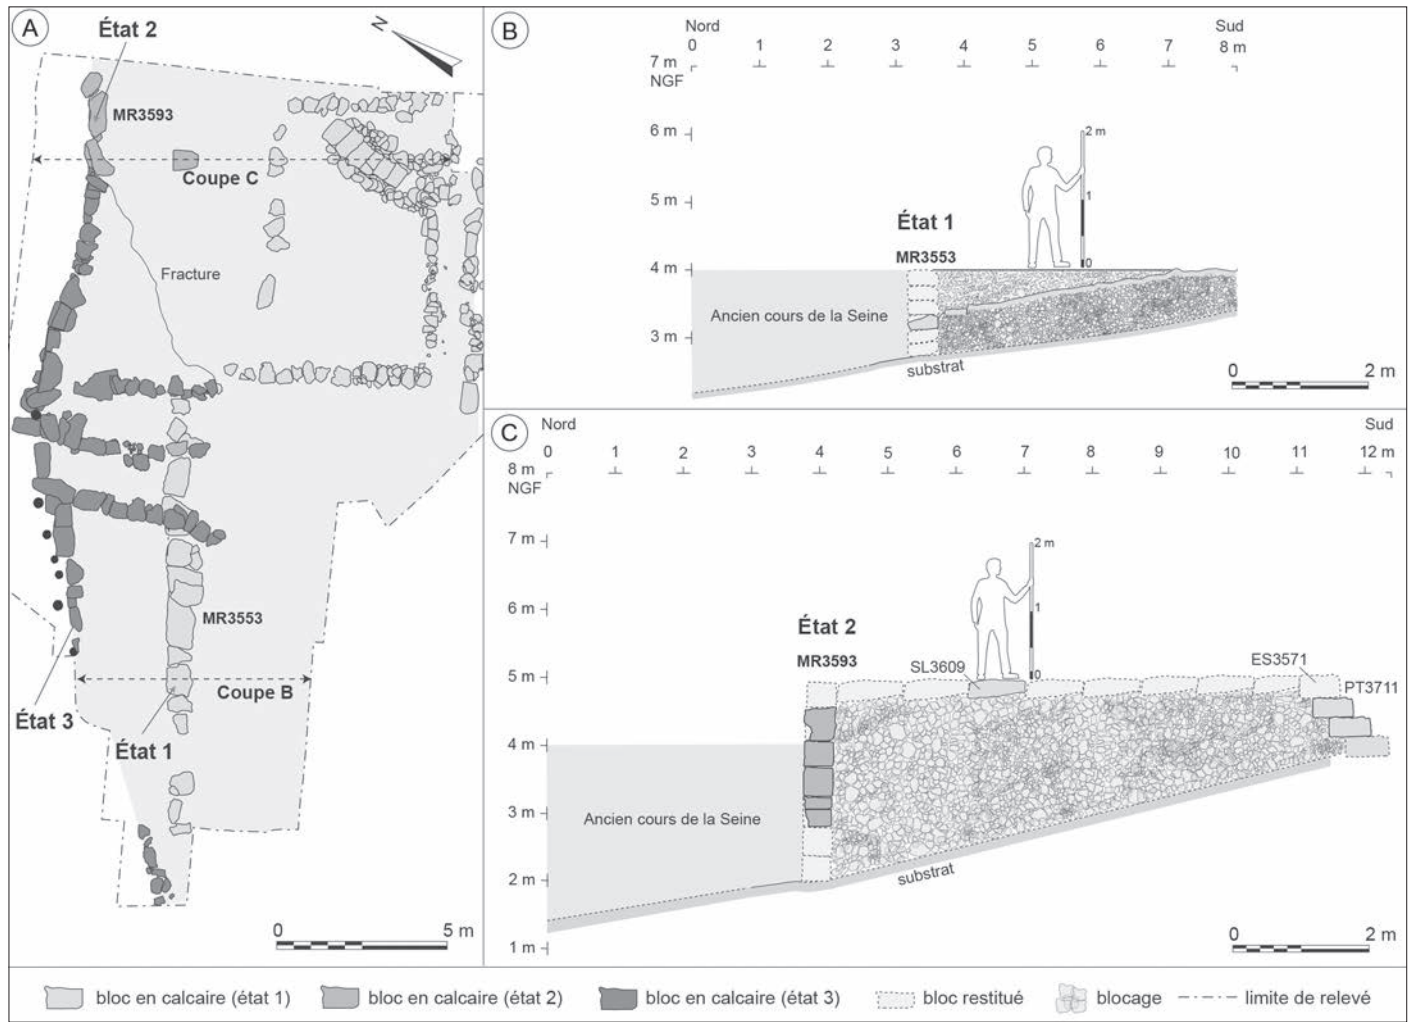 A
État 2
N
MR3593
Coupe C
Fracture
MR3553
Coupe B
État 3
État 1
0 5 m
B
Nord Sud
0 1 2 3 4 5 6 7 8 m
7 m
NGF
6 m
5 m
4 m
3 m
2 m
1
0
État 1
MR3553
Ancien cours de la Seine
substrat
0 2 m
C
Nord Sud
0 1 2 3 4 5 6 7 8 9 10 11 12 m
8 m
NGF
7 m
6 m
5 m
4 m
3 m
2 m
1 m
2 m
1
0
État 2
MR3593
SL3609
ES3571
PT3711
Ancien cours de la Seine
substrat
0 2 m
bloc en calcaire (état 1) bloc en calcaire (état 2) bloc en calcaire (état 3) bloc restitué blocage limite de relevé